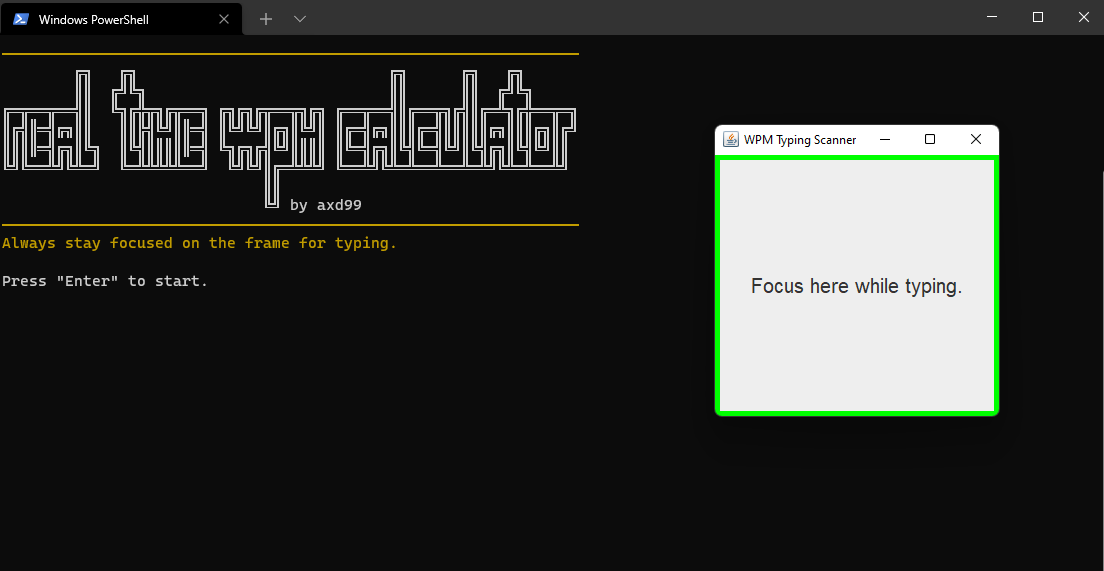 Windows PowerShell
real time wpm calculator
by axd99
Always stay focused on the frame for typing.
Press "Enter" to start.
WPM Typing Scanner
Focus here while typing.